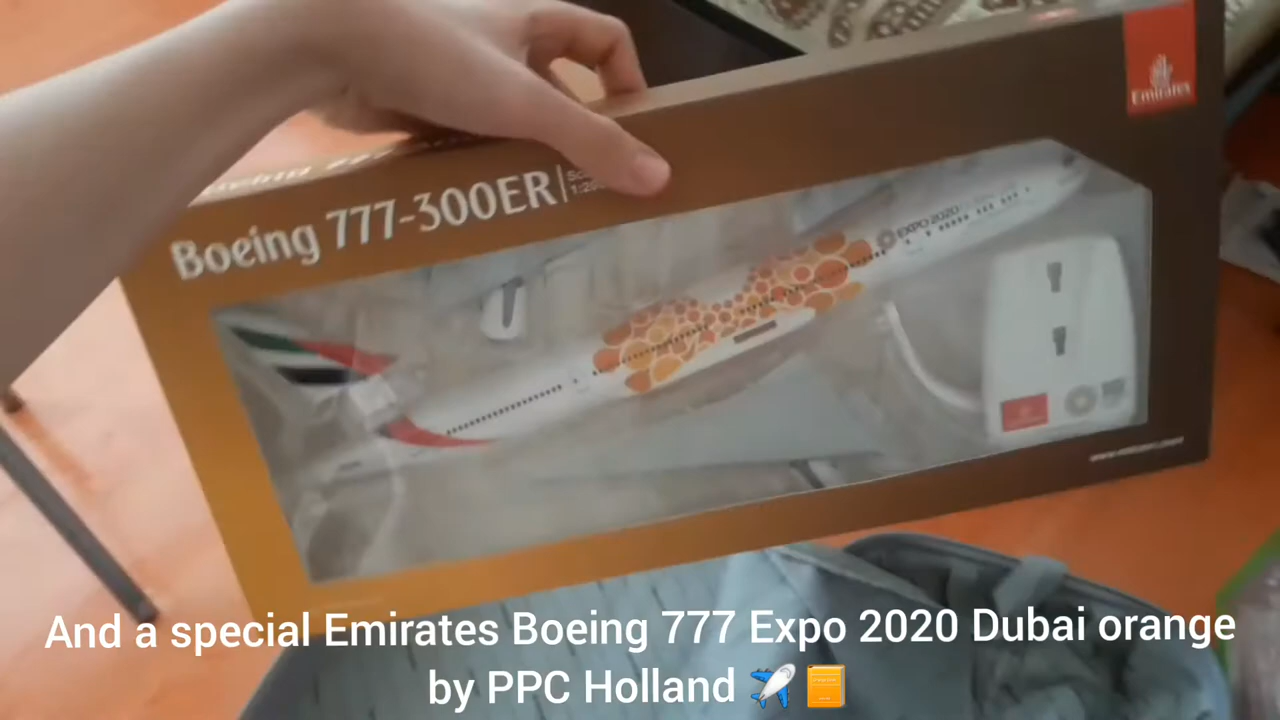 Emirates
Boeing 777-300ER
EXPO 2020
And a special Emirates Boeing 777 Expo 2020 Dubai orange
by PPC Holland ✈️ 📙